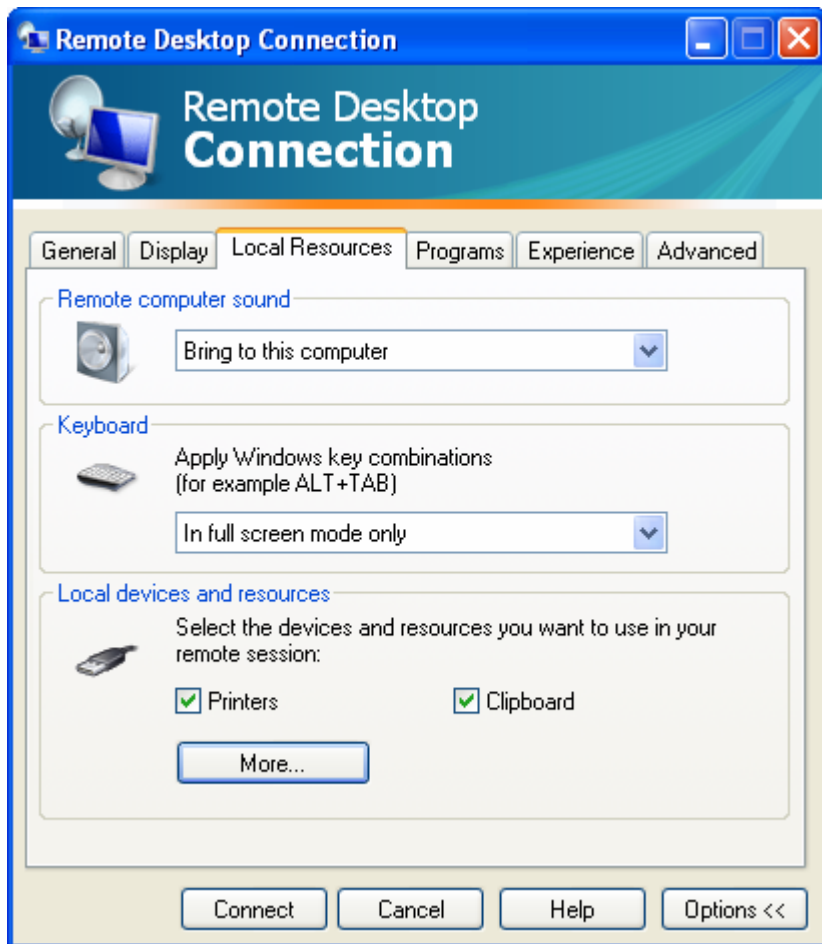 Remote Desktop Connection
Remote Desktop
Connection
General Display Local Resources Programs Experience Advanced
Remote computer sound
Bring to this computer
Keyboard
Apply Windows key combinations
(for example ALT+TAB)
In full screen mode only
Local devices and resources
Select the devices and resources you want to use in your
remote session:
Printers Clipboard
More...
Connect Cancel Help Options <<